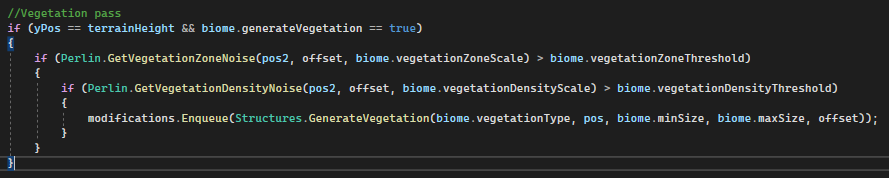 //Vegetation pass
if (yPos == terrainHeight && biome.generateVegetation == true)
{
if (Perlin.GetVegetationZoneNoise(pos2, offset, biome.vegetationZoneScale) > biome.vegetationZoneThreshold)
{
if (Perlin.GetVegetationDensityNoise(pos2, offset, biome.vegetationDensityScale) > biome.vegetationDensityThreshold)
{
modifications.Enqueue(Structures.GenerateVegetation(biome.vegetationType, pos, biome.minSize, biome.maxSize, offset));
}
}
}